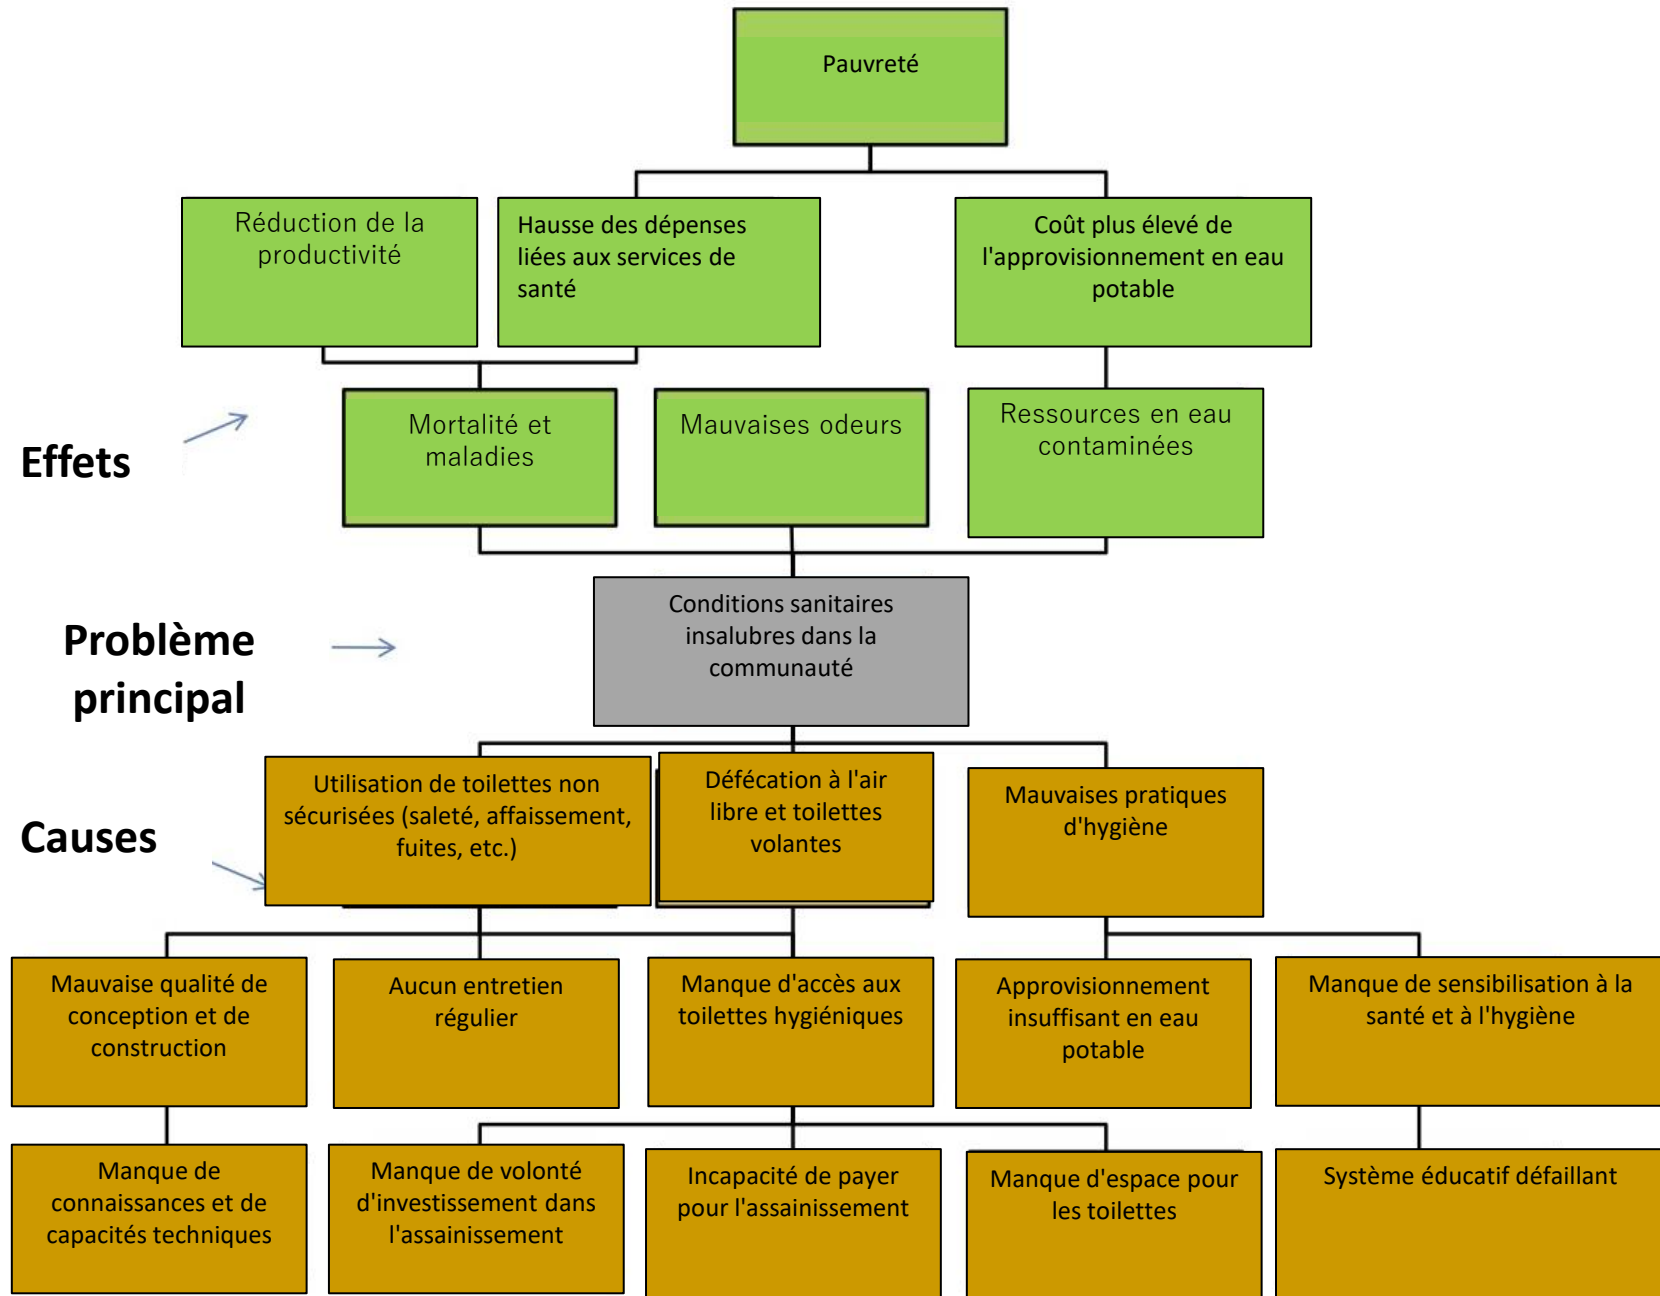 Pauvreté
Réduction de la
productivité
Hausse des dépenses
liées aux services de
santé
Coût plus élevé de
l'approvisionnement en eau
potable
Effets
Mortalité et
maladies
Mauvaises odeurs
Ressources en eau
contaminées
Problème
principal
Conditions sanitaires
insalubres dans la
communauté
Causes
Utilisation de toilettes non
sécurisées (saleté, affaissement,
fuites, etc.)
Défécation à l'air
libre et toilettes
volantes
Mauvaises pratiques
d'hygiène
Mauvaise qualité de
conception et de
construction
Aucun entretien
régulier
Manque d'accès aux
toilettes hygiéniques
Approvisionnement
insuffisant en eau
potable
Manque de sensibilisation à la
santé et à l'hygiène
Manque de
connaissances et de
capacités techniques
Manque de volonté
d'investissement dans
l'assainissement
Incapacité de payer
pour l'assainissement
Manque d'espace pour
les toilettes
Système éducatif défaillant